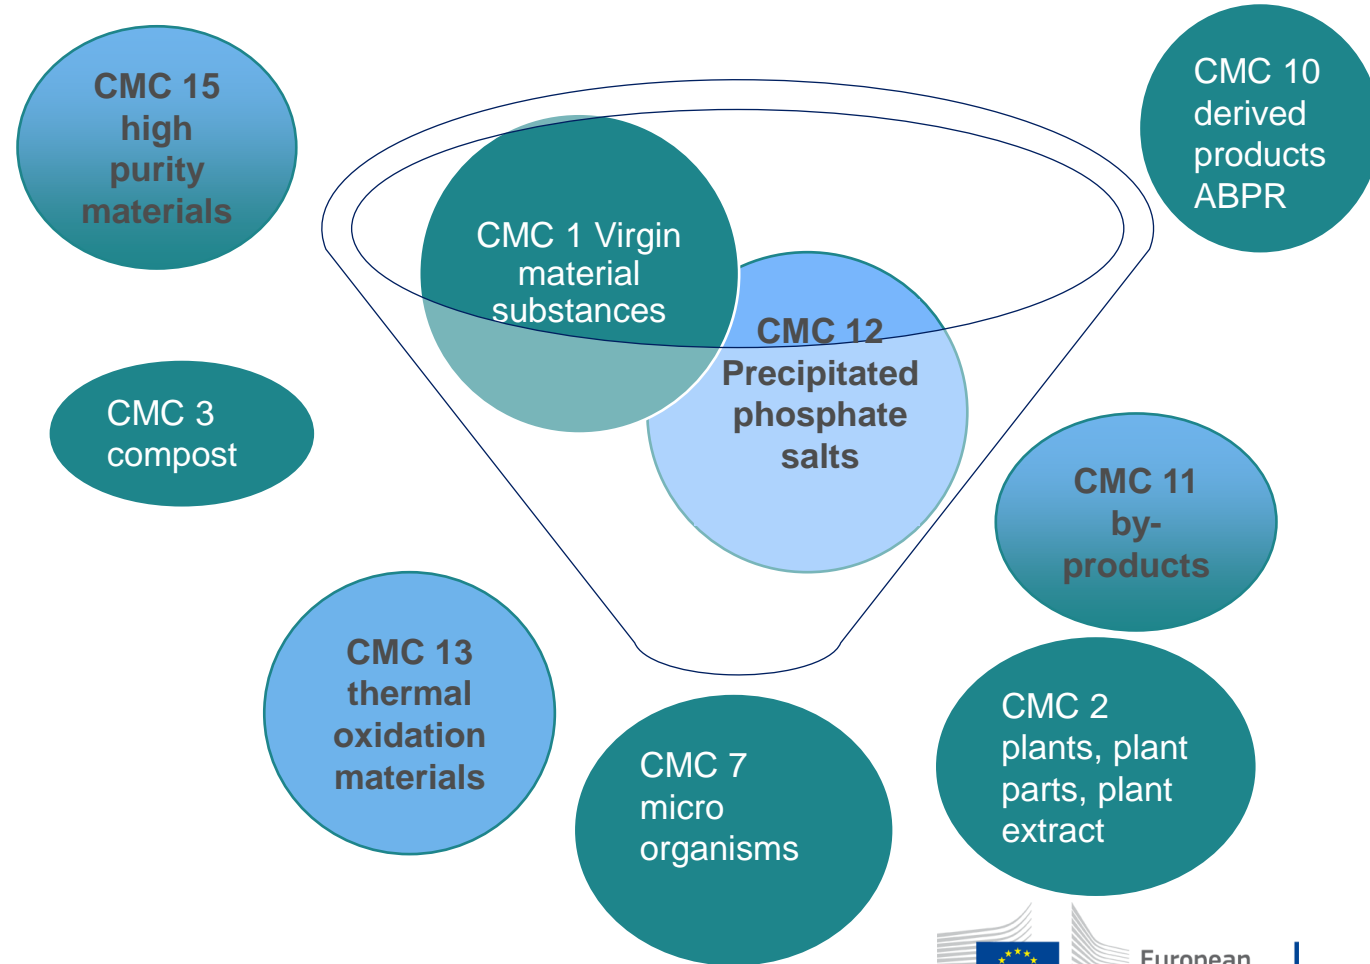 CMC 15
high
purity
materials
CMC 10
derived
products
ABPR
CMC 1 Virgin
material
substances
CMC 12
Precipitated
phosphate
salts
CMC 3
compost
CMC 11
by-
products
CMC 13
thermal
oxidation
materials
CMC 7
micro
organisms
CMC 2
plants, plant
parts, plant
extract
European